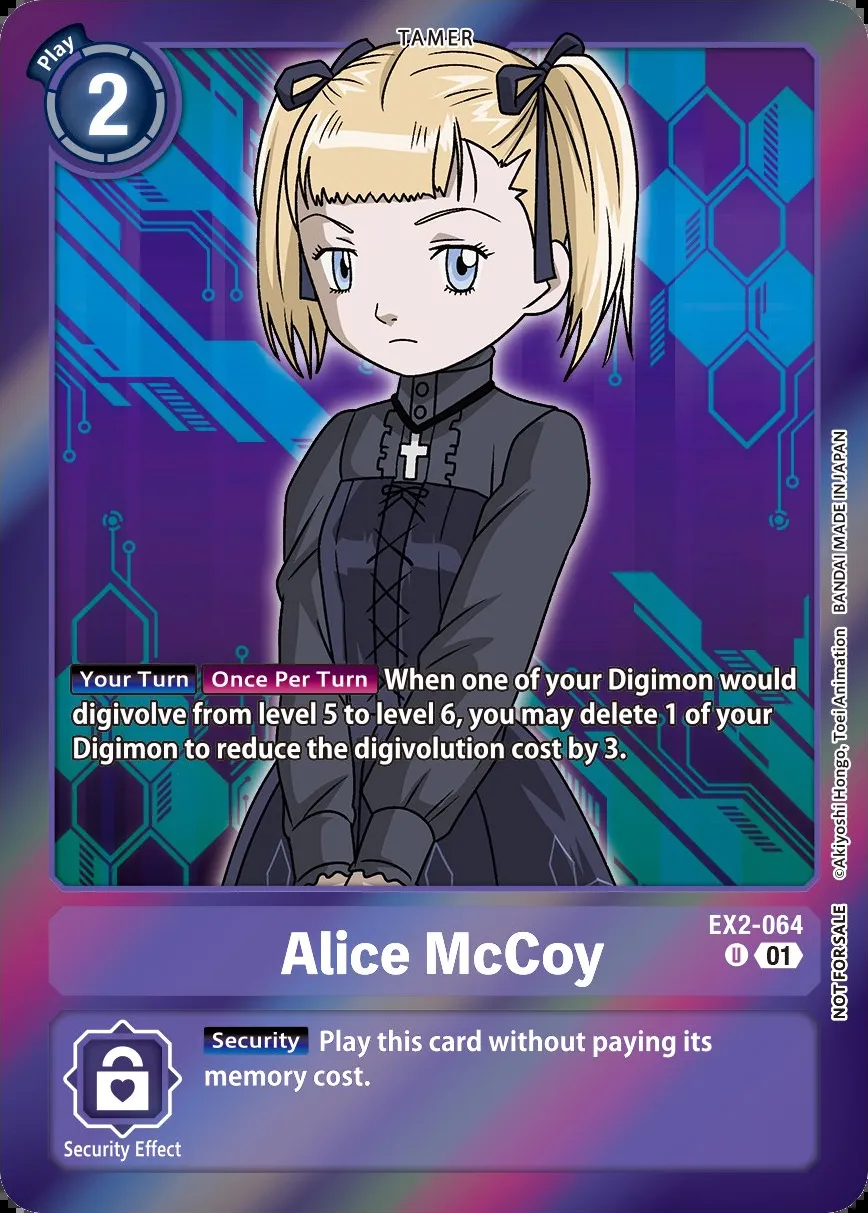 TAMER
Play
2
Your Turn Once Per Turn When one of your Digimon would
digivolve from level 5 to level 6, you may delete 1 of your
Digimon to reduce the digivolution cost by 3.
©Akiyoshi Hongo, Toei Animation BANDAI MADE IN JAPAN
NOT FOR SALE
Alice McCoy
EX2-064
U 01
Security Play this card without paying its
memory cost.
Security Effect